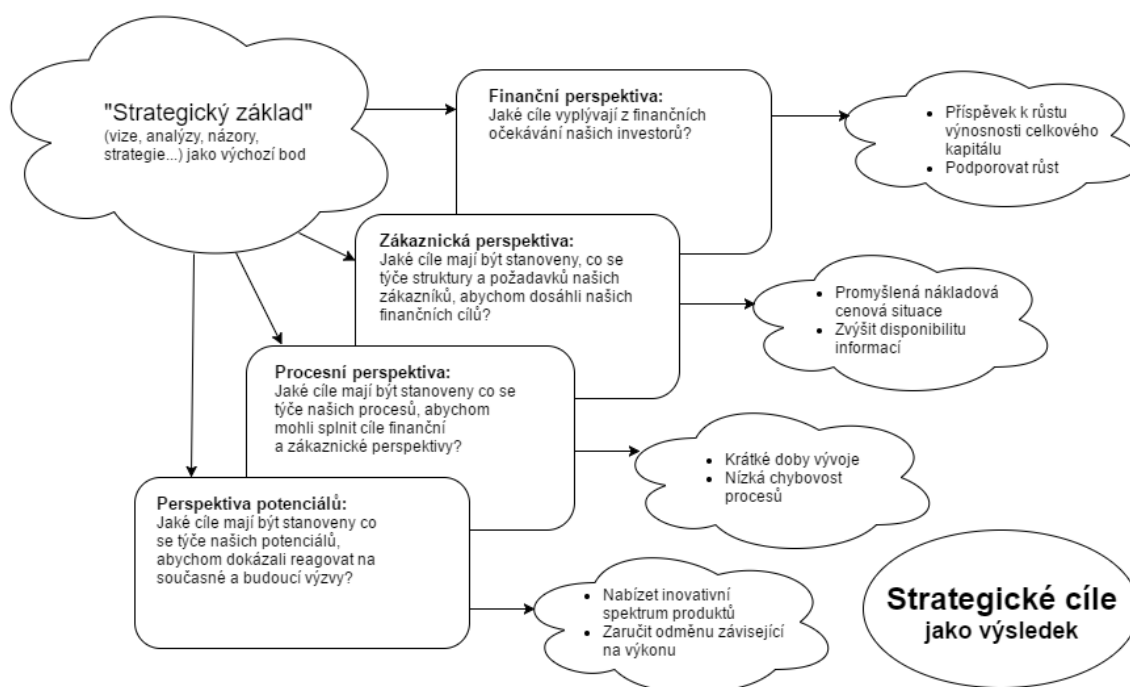 "Strategický základ"
(vize, analýzy, názory,
strategie...) jako výchozí bod
Finanční perspektiva:
Jaké cíle vyplývají z finančních
očekávání našich investorů?
Příspěvek k růstu
výnosnosti celkového
kapitálu
Podporovat růst
Zákaznická perspektiva:
Jaké cíle mají být stanoveny, co se
týče struktury a požadavků našich
zákazníků, abychom dosáhli našich
finančních cílů?
Promyšlená nákladová
cenová situace
Zvýšit disponibilitu
informací
Procesní perspektiva:
Jaké cíle mají být stanoveny co se
týče našich procesů, abychom
mohli splnit cíle finanční
a zákaznické perspektivy?
Krátké doby vývoje
Nízká chybovost
procesů
Perspektiva potenciálů:
Jaké cíle mají být stanoveny co
se týče našich potenciálů,
abychom dokázali reagovat na
současné a budoucí výzvy?
Nabízet inovativní
spektrum produktů
Zaručit odměnu závisející
na výkonu
Strategické cíle
jako výsledek